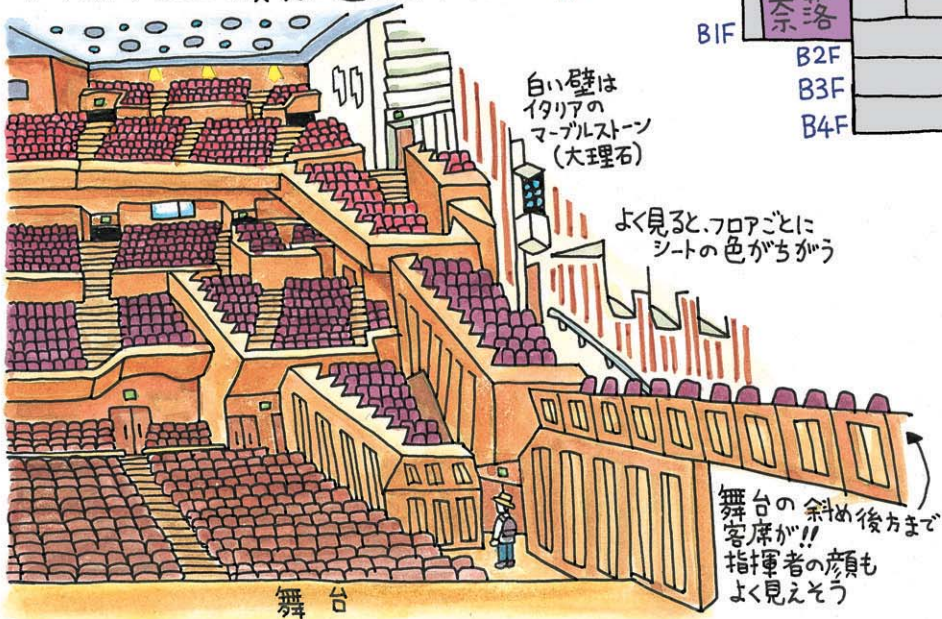 奈落
B1F
B2F
B3F
B4F
白い壁は
イタリアの
マーブルストーン
(大理石)
よく見ると、フロアごとに
シートの色がちがう
舞台の斜め後方まで
客席が!!
指揮者の顔も
よく見えそう
舞台